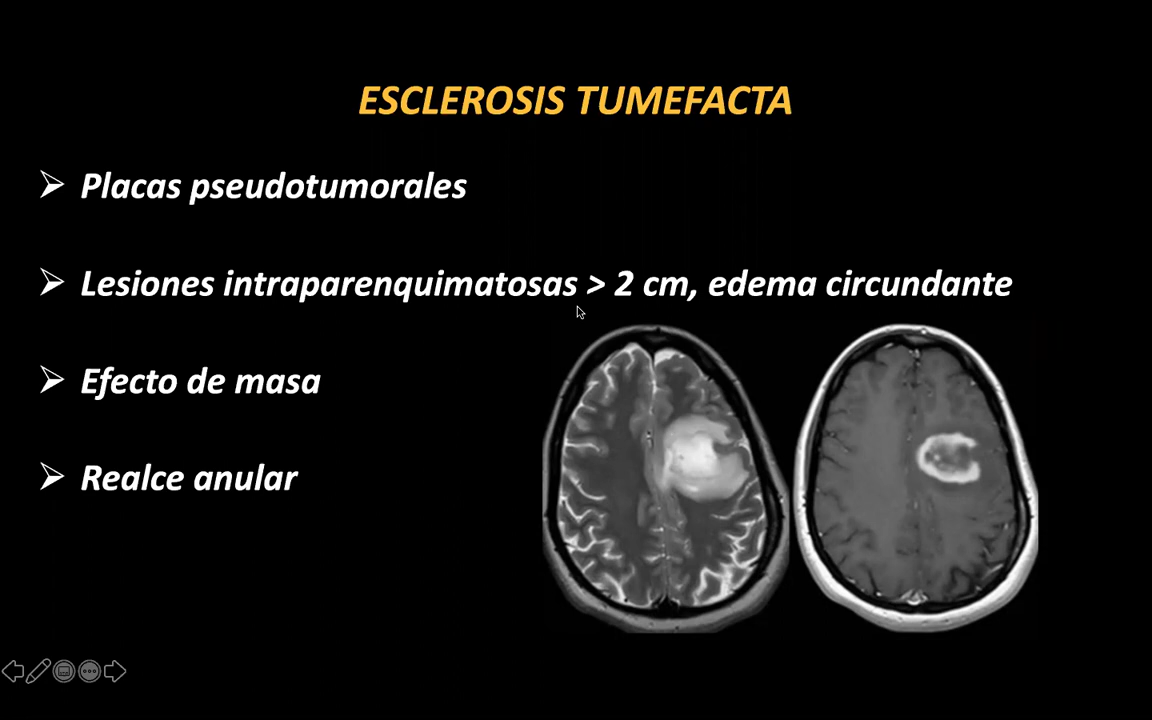 ESCLEROSIS TUMEFACTA
Placas pseudotumorales
Lesiones intraparenquimatosas > 2 cm, edema circundante
Efecto de masa
Realce anular